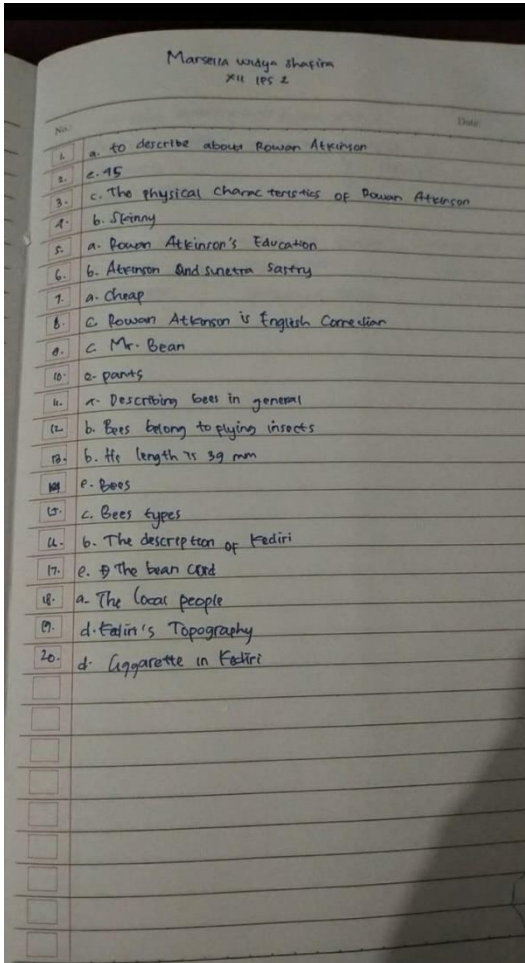 Marsella Widya Shafira
XII IPS 2
No.: Date:
1. a. to describe about Rowan Atkinson
2. e. 45
3. c. The physical characteristics of Rowan Atkinson
4. b. Skinny
5. a. Rowan Atkinson's Education
6. b. Atkinson and sunetra Sastry
7. a. Cheap
8. c. Rowan Atkinson is English Comedian
9. c. Mr. Bean
10. e. pants
11. a. Describing bees in general
12. b. Bees belong to flying insects
13. b. Its length is 39 mm
14. e. Bees
15. c. Bees types
16. b. The description of Kediri
17. e. The bean curd
18. a. The local people
19. d. Topography
20. d. in Kediri